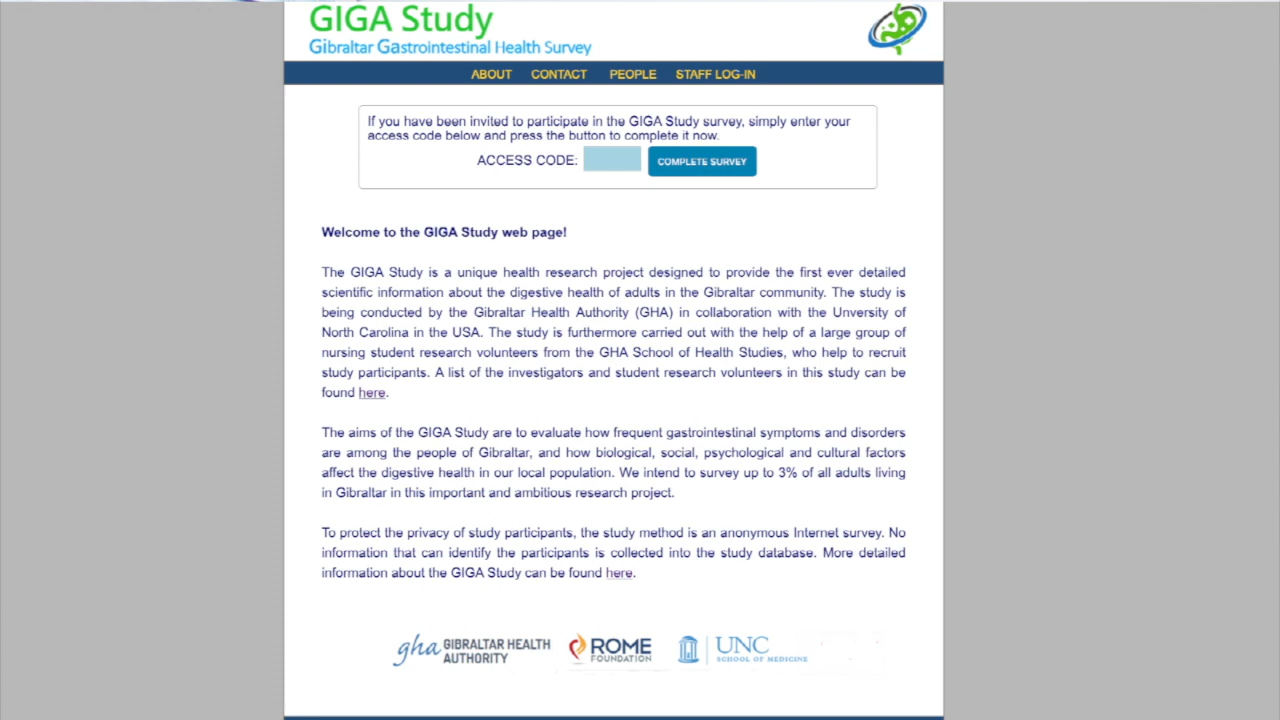 GIGA Study
Gibraltar Gastrointestinal Health Survey
ABOUT CONTACT PEOPLE STAFF LOG-IN
If you have been invited to participate in the GIGA Study survey, simply enter your
access code below and press the button to complete it now.
ACCESS CODE: COMPLETE SURVEY
Welcome to the GIGA Study web page!
The GIGA Study is a unique health research project designed to provide the first ever detailed
scientific information about the digestive health of adults in the Gibraltar community. The study is
being conducted by the Gibraltar Health Authority (GHA) in collaboration with the Unversity of
North Carolina in the USA. The study is furthermore carried out with the help of a large group of
nursing student research volunteers from the GHA School of Health Studies, who help to recruit
study participants. A list of the investigators and student research volunteers in this study can be
found here.
The aims of the GIGA Study are to evaluate how frequent gastrointestinal symptoms and disorders
are among the people of Gibraltar, and how biological, social, psychological and cultural factors
affect the digestive health in our local population. We intend to survey up to 3% of all adults living
in Gibraltar in this important and ambitious research project.
To protect the privacy of study participants, the study method is an anonymous Internet survey. No
information that can identify the participants is collected into the study database. More detailed
information about the GIGA Study can be found here.
gha GIBRALTAR HEALTH
AUTHORITY
ROME
FOUNDATION
UNC
SCHOOL OF MEDICINE